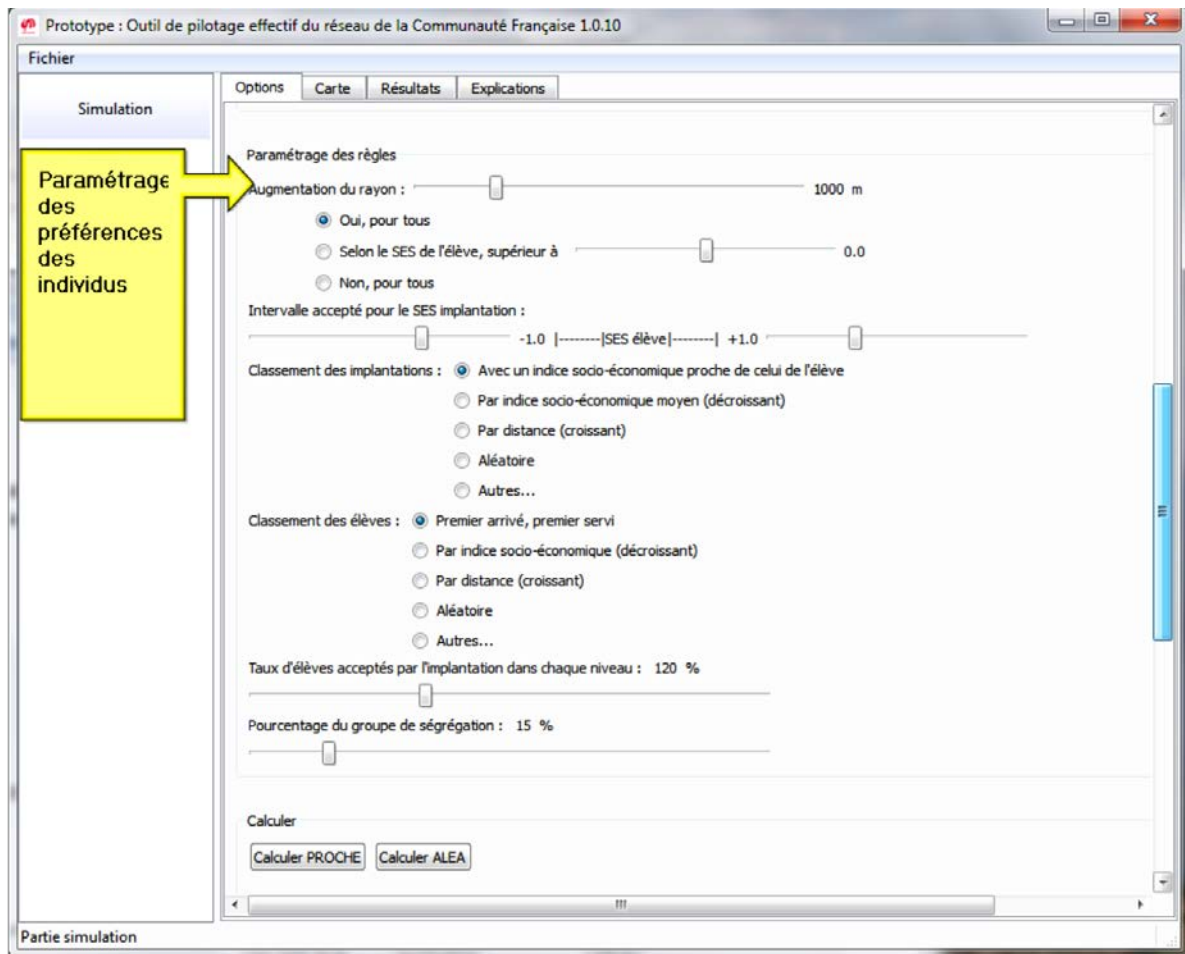 Prototype : Outil de pilotage effectif du réseau de la Communauté Française 1.0.10
Fichier
Simulation
Options Carte Résultats Explications
Paramétrage
des
préférences
des
individus
Paramétrage des règles
Augmentation du rayon : 1000 m
Oui, pour tous
Selon le SES de l'élève, supérieur à 0.0
Non, pour tous
Intervalle accepté pour le SES implantation :
-1.0 |--------|SES élève|--------| +1.0
Classement des implantations : Avec un indice socio-économique proche de celui de l'élève
Par indice socio-économique moyen (décroissant)
Par distance (croissant)
Aléatoire
Autres...
Classement des élèves : Premier arrivé, premier servi
Par indice socio-économique (décroissant)
Par distance (croissant)
Aléatoire
Autres...
Taux d'élèves acceptés par l'implantation dans chaque niveau : 120 %
Pourcentage du groupe de ségrégation : 15 %
Calculer
Calculer PROCHE Calculer ALEA
Partie simulation